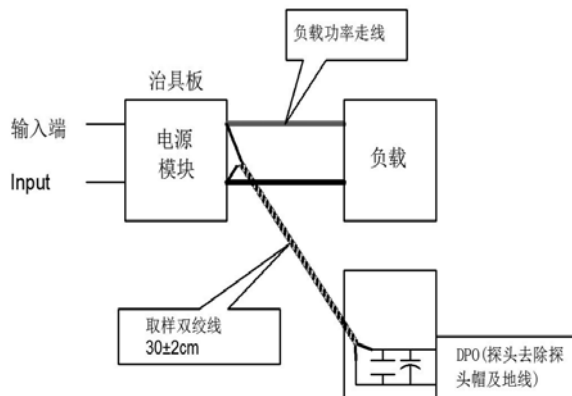 负载功率走线
治具板
输入端
Input
电源
模块
负载
取样双绞线
30±2cm
DPO(探头去除探
头帽及地线)